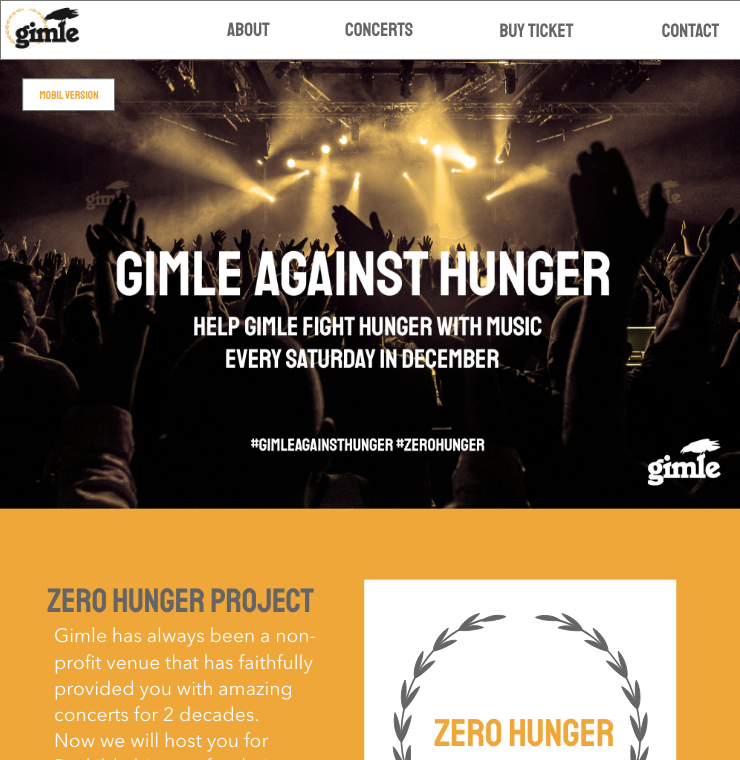 gimle
ABOUT
CONCERTS
BUY TICKET
CONTACT
MOBIL VERSION
GIMLE AGAINST HUNGER
HELP GIMLE FIGHT HUNGER WITH MUSIC
EVERY SATURDAY IN DECEMBER
#GIMLEAGAINSTHUNGER #ZEROHUNGER
gimle
ZERO HUNGER PROJECT
Gimle has always been a non-
profit venue that has faithfully
provided you with amazing
concerts for 2 decades.
Now we will host you for
ZERO HUNGER